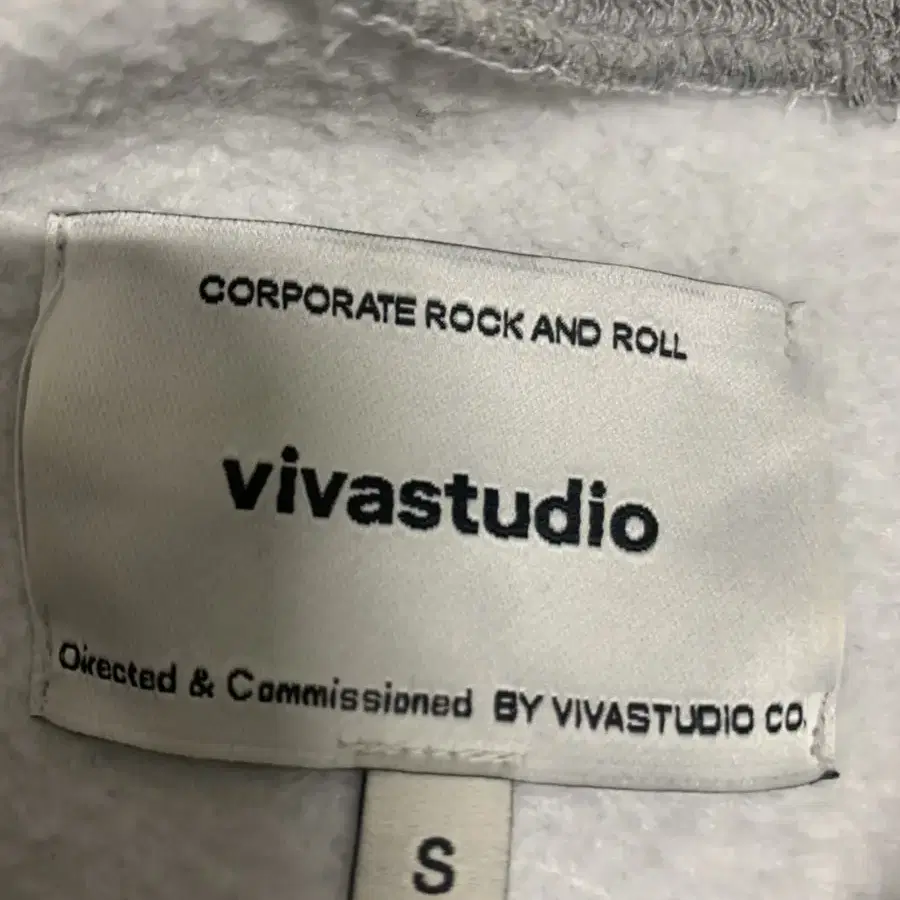 CORPORATE ROCK AND ROLL
vivastudio
Directed & Commissioned BY VIVASTUDIO CO.
S